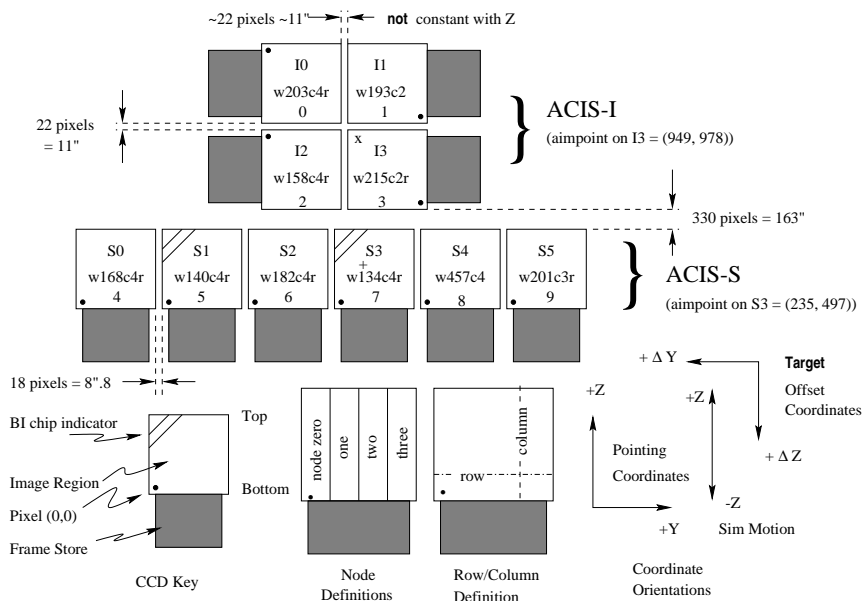 ~22 pixels ~11"
not constant with Z
I0
w203c4r
0
I1
w193c2
1
22 pixels
= 11"
I2
w158c4r
2
x
I3
w215c2r
3
ACIS-I
(aimpoint on I3 = (949, 978))
330 pixels = 163"
S0
w168c4r
4
S1
w140c4r
5
S2
w182c4r
6
S3
+
w134c4r
7
S4
w457c4
8
S5
w201c3r
9
ACIS-S
(aimpoint on S3 = (235, 497))
18 pixels = 8".8
BI chip indicator
Image Region
Pixel (0,0)
Frame Store
Top
Bottom
CCD Key
node zero
one
two
three
Node
Definitions
row
column
Row/Column
Definition
+ Δ Y
Target
Offset
Coordinates
+ Δ Z
+Z
Pointing
Coordinates
+Y
+Z
-Z
Sim Motion
Coordinate
Orientations